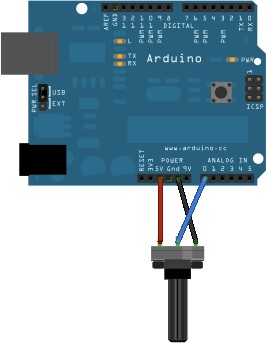 AREF
GND
13
12
11
10
9
8
7
6
5
4
3
2
1
0
PWM
PWM
PWM
PWM
PWM
PWM
TX
RX
DIGITAL
L
TX
RX
Arduino
PWR
PWR SEL
USB
EXT
ICSP
1
www.arduino.cc
RESET
3V3
5V
Gnd
9V
POWER
ANALOG IN
0 1 2 3 4 5